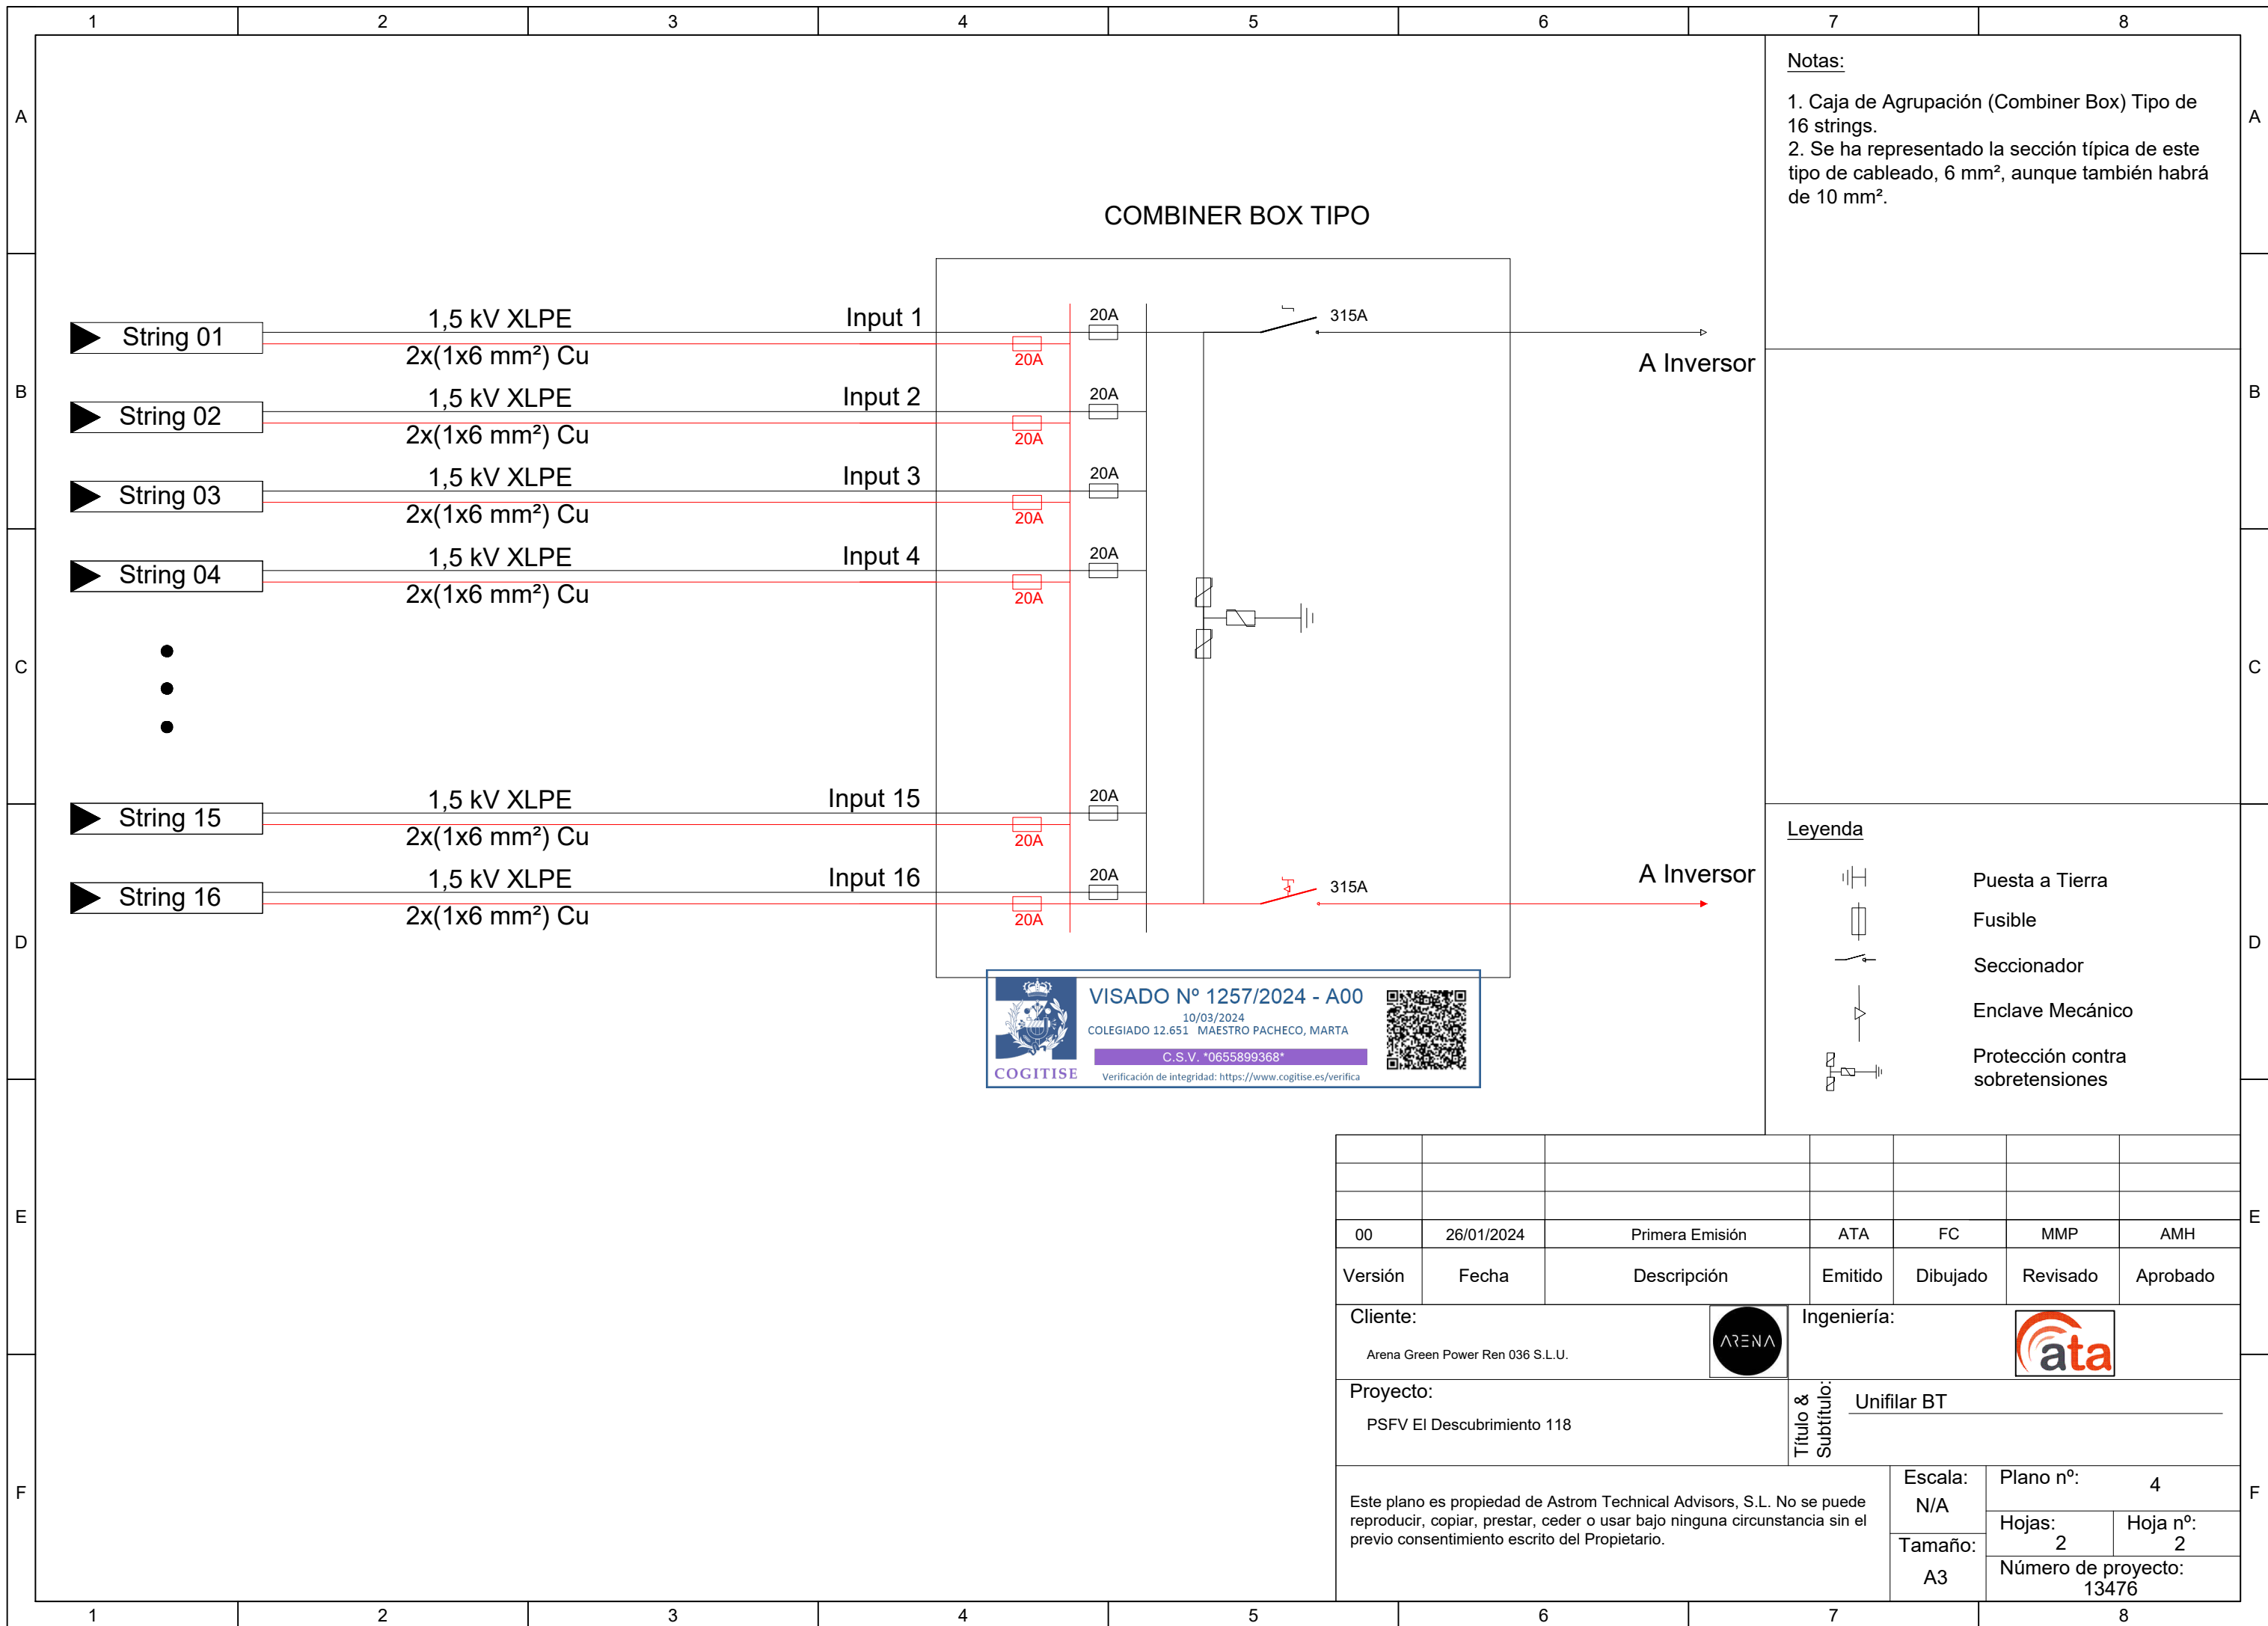 1 2 3 4 5 6 7 8
A
B
C
D
E
F
A
B
C
D
E
F
Notas:
1. Caja de Agrupación (Combiner Box) Tipo de
16 strings.
2. Se ha representado la sección típica de este
tipo de cableado, 6 mm², aunque también habrá
de 10 mm².
COMBINER BOX TIPO
String 01
1,5 kV XLPE
2x(1x6 mm²) Cu
Input 1
20A
20A
315A
A Inversor
String 02
1,5 kV XLPE
2x(1x6 mm²) Cu
Input 2
20A
20A
String 03
1,5 kV XLPE
2x(1x6 mm²) Cu
Input 3
20A
20A
String 04
1,5 kV XLPE
2x(1x6 mm²) Cu
Input 4
20A
20A
String 15
1,5 kV XLPE
2x(1x6 mm²) Cu
Input 15
20A
20A
String 16
1,5 kV XLPE
2x(1x6 mm²) Cu
Input 16
20A
20A
315A
A Inversor
Leyenda
Puesta a Tierra
Fusible
Seccionador
Enclave Mecánico
Protección contra
sobretensiones
COGITISE
VISADO Nº 1257/2024 - A00
10/03/2024
COLEGIADO 12.651 MAESTRO PACHECO, MARTA
C.S.V. *0655899368*
Verificación de integridad: https://www.cogitise.es/verifica
00 26/01/2024 Primera Emisión ATA FC MMP AMH
Versión Fecha Descripción Emitido Dibujado Revisado Aprobado
Cliente:
Arena Green Power Ren 036 S.L.U.
ARENA
Ingeniería:
ata
Proyecto:
PSFV El Descubrimiento 118
Título &
Subtítulo:
Unifilar BT
Este plano es propiedad de Astrom Technical Advisors, S.L. No se puede
reproducir, copiar, prestar, ceder o usar bajo ninguna circunstancia sin el
previo consentimiento escrito del Propietario.
Escala:
N/A
Tamaño:
A3
Plano nº:
4
Hojas:
2
Hoja nº:
2
Número de proyecto:
13476
1 2 3 4 5 6 7 8